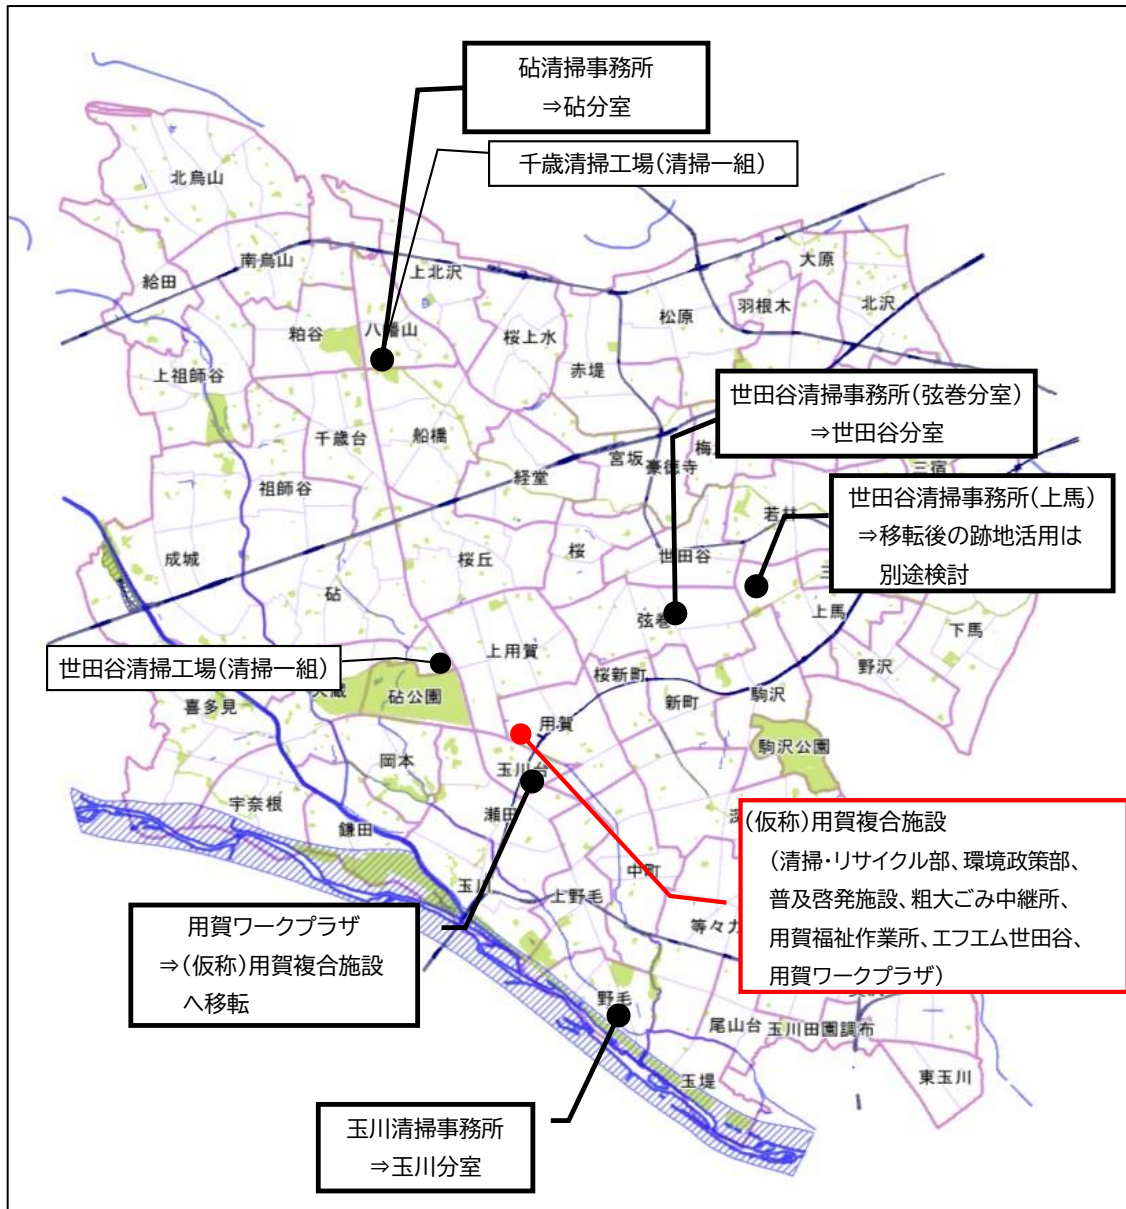 砧清掃事務所
⇒砧分室
千歳清掃工場(清掃一組)
北烏山
南烏山
上北沢
大原
給田
北沢
羽根木
松原
粕谷
八幡山
桜上水
上祖師谷
赤堤
世田谷清掃事務所(弦巻分室)
⇒世田谷分室
千歳台
船橋
宮坂
豪徳寺
梅
経堂
三宿
祖師谷
世田谷清掃事務所(上馬)
⇒移転後の跡地活用は
別途検討
若林
成城
桜丘
桜
世田谷
三
砧
弦巻
上馬
下馬
上用賀
世田谷清掃工場(清掃一組)
桜新町
野沢
大蔵
砧公園
新町
駒沢
喜多見
用賀
駒沢公園
岡本
玉川台
宇奈根
瀬田
鎌田
(仮称)用賀複合施設
(清掃・リサイクル部、環境政策部、
普及啓発施設、粗大ごみ中継所、
用賀福祉作業所、エフエム世田谷、
用賀ワークプラザ)
中町
玉川
上野毛
等々力
用賀ワークプラザ
⇒(仮称)用賀複合施設
へ移転
野毛
尾山台
玉川田園調布
東玉川
玉堤
玉川清掃事務所
⇒玉川分室